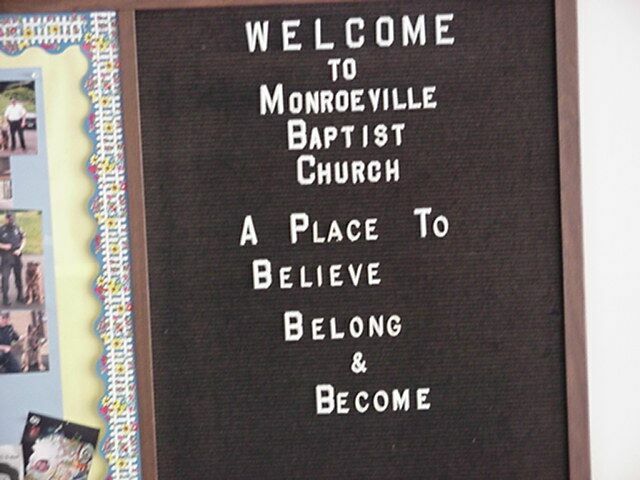 WELCOME
TO
MONROEVILLE
BAPTIST
CHURCH
A PLACE TO
BELIEVE
BELONG
&
BECOME